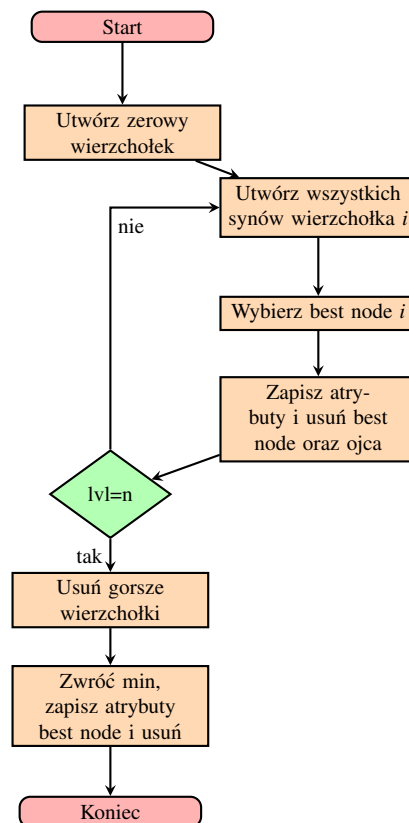 Start
Utwórz zerowy
wierzchołek
Utwórz wszystkich
synów wierzchołka i
nie
Wybierz best node i
Zapisz atry-
buty i usuń best
node oraz ojca
lvl=n
tak
Usuń gorsze
wierzchołki
Zwróć min,
zapisz atrybuty
best node i usuń
Koniec